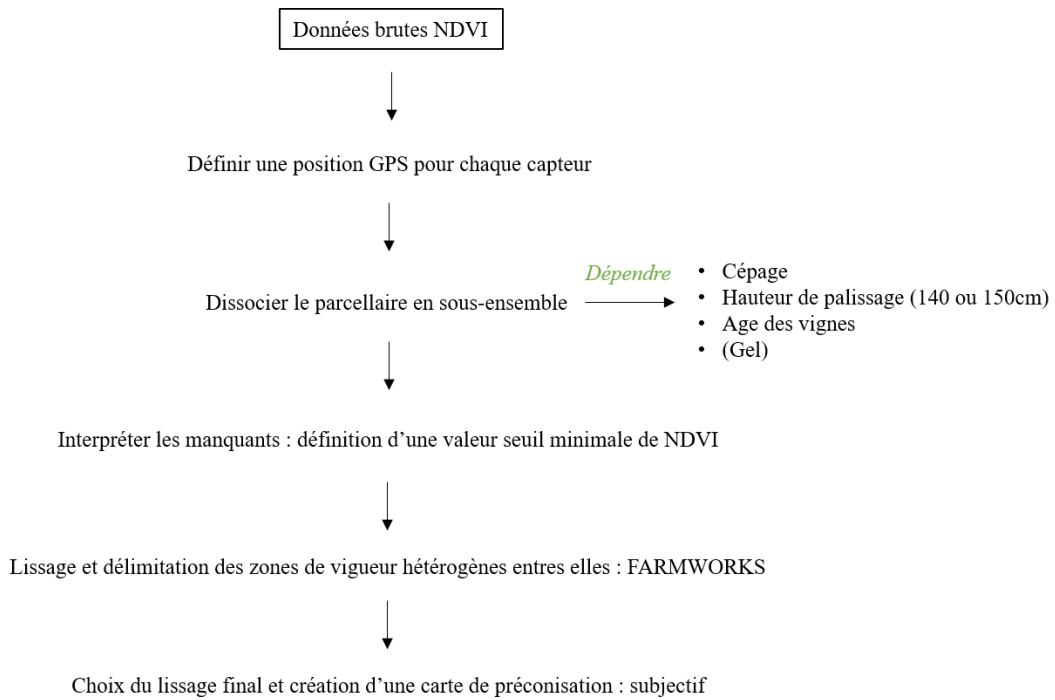 Données brutes NDVI
Définir une position GPS pour chaque capteur
Dissocier le parcellaire en sous-ensemble
Dépendre
• Cépage
• Hauteur de palissage (140 ou 150cm)
• Age des vignes
• (Gel)
Interpréter les manquants : définition d’une valeur seuil minimale de NDVI
Lissage et délimitation des zones de vigueur hétérogènes entres elles : FARMWORKS
Choix du lissage final et création d’une carte de préconisation : subjectif